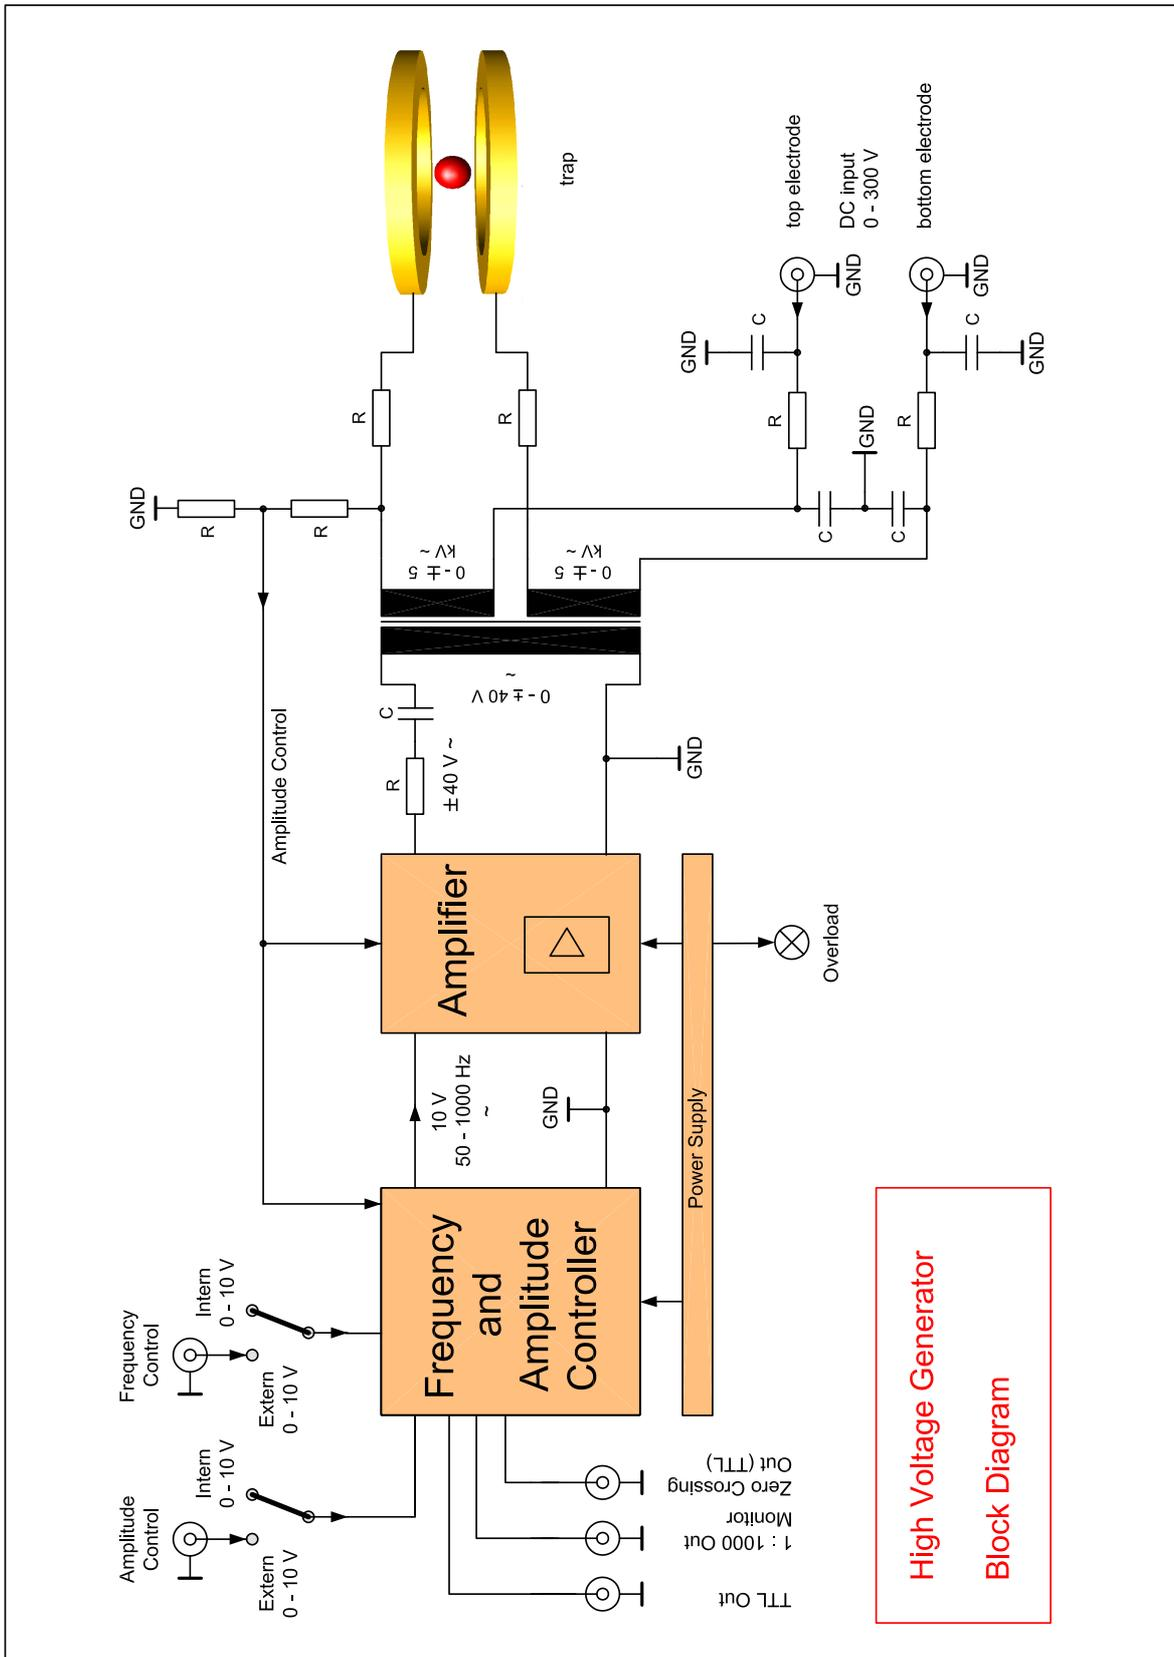 Amplitude
Control
Intern
0 - 10 V
Extern
0 - 10 V
Frequency
Control
Intern
0 - 10 V
Extern
0 - 10 V
TTL Out
1 : 1000 Out
Monitor
Zero Crossing
Out (TTL)
Frequency
and
Amplitude
Controller
10 V
50 - 1000 Hz
~
GND
Amplifier
Amplitude Control
Power Supply
Overload
R
C
± 40 V ~
GND
0 - ± 40 V
~
0 - ± 5
kV ~
0 - ± 5
kV ~
GND
R
R
R
R
trap
C
C
GND
R
R
GND
C
C
GND
GND
GND
top electrode
DC input
0 - 300 V
bottom electrode
High Voltage Generator
Block Diagram